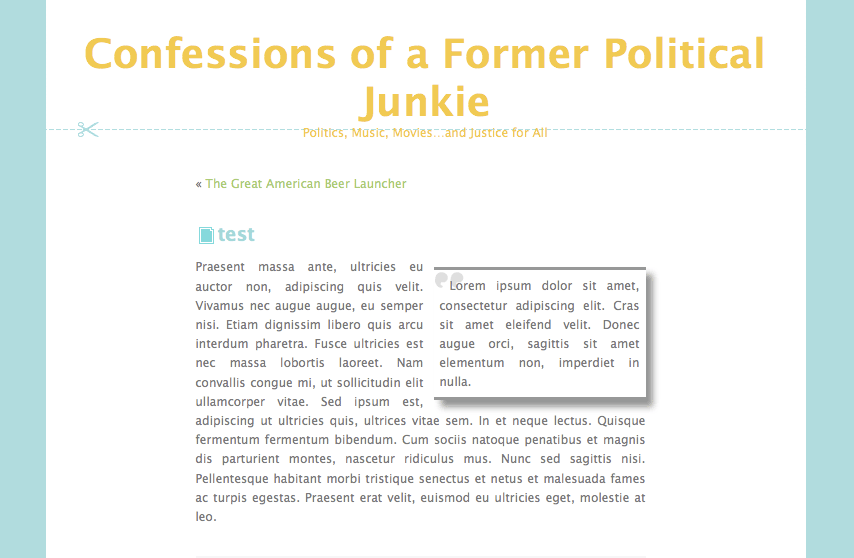 Confessions of a Former Political
Junkie
Politics, Music, Movies...and Justice for All
« The Great American Beer Launcher
test
Praesent massa ante, ultricies eu
auctor non, adipiscing quis velit.
Vivamus nec augue augue, eu semper
nisi. Etiam dignissim libero quis arcu
interdum pharetra. Fusce ultricies est
nec massa lobortis laoreet. Nam
convallis congue mi, ut sollicitudin elit
ullamcorper vitae. Sed ipsum est,
❝ Lorem ipsum dolor sit amet,
consectetur adipiscing elit. Cras
sit amet eleifend velit. Donec
augue orci, sagittis sit amet
elementum non, imperdiet in
nulla.
adipiscing ut ultricies quis, ultrices vitae sem. In et neque lectus. Quisque
fermentum fermentum bibendum. Cum sociis natoque penatibus et magnis
dis parturient montes, nascetur ridiculus mus. Nunc sed sagittis nisi.
Pellentesque habitant morbi tristique senectus et netus et malesuada fames
ac turpis egestas. Praesent erat velit, euismod eu ultricies eget, molestie at
leo.